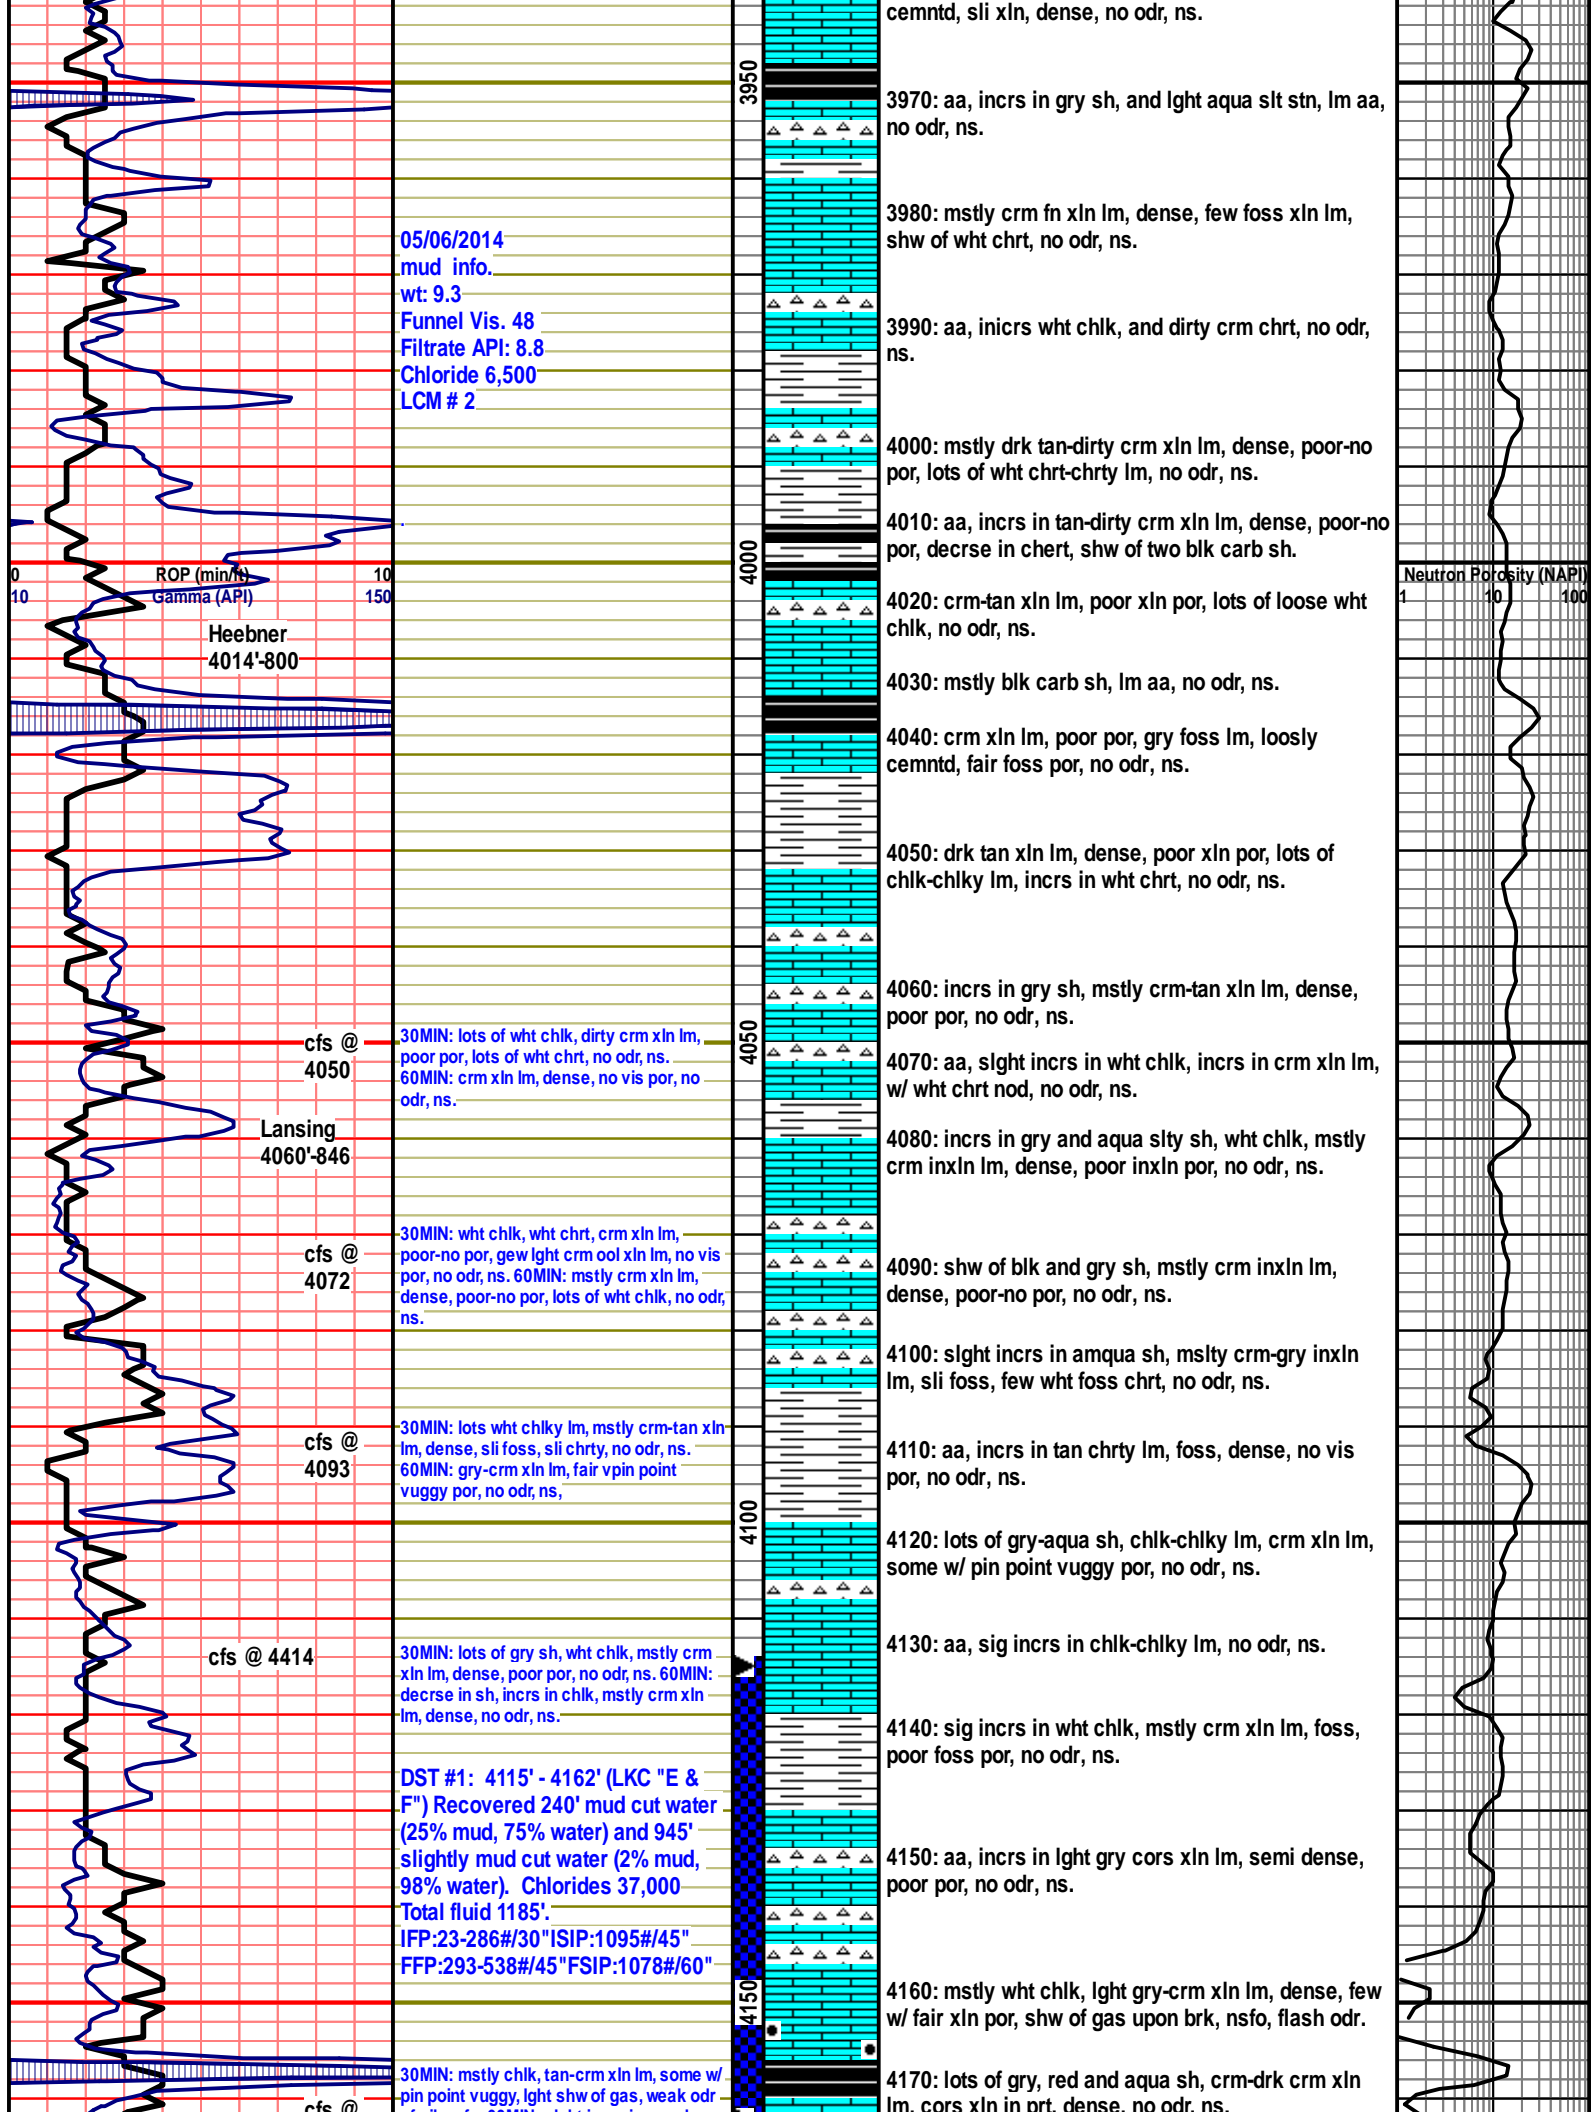 cemntd, sli xln, dense, no odr, ns.
3950
3970: aa, incrs in gry sh, and lght aqua slt stn, lm aa,
no odr, ns.
3980: mstly crm fn xln lm, dense, few foss xln lm,
shw of wht chrt, no odr, ns.
05/06/2014
mud info.
wt: 9.3
Funnel Vis. 48
Filtrate API: 8.8
Chloride 6,500
LCM # 2
3990: aa, inicrs wht chlk, and dirty crm chrt, no odr,
ns.
4000: mstly drk tan-dirty crm xln lm, dense, poor-no
por, lots of wht chrt-chrty lm, no odr, ns.
4010: aa, incrs in tan-dirty crm xln lm, dense, poor-no
por, decrse in chert, shw of two blk carb sh.
4000
0 ROP (min/ft) 10
10 Gamma (API) 150
Neutron Porosity (NAPI)
1 10 100
4020: crm-tan xln lm, poor xln por, lots of loose wht
chlk, no odr, ns.
Heebner
4014'-800
4030: mstly blk carb sh, lm aa, no odr, ns.
4040: crm xln lm, poor por, gry foss lm, loosly
cemntd, fair foss por, no odr, ns.
4050: drk tan xln lm, dense, poor xln por, lots of
chlk-chlky lm, incrs in wht chrt, no odr, ns.
4060: incrs in gry sh, mstly crm-tan xln lm, dense,
poor por, no odr, ns.
cfs @
4050
30MIN: lots of wht chlk, dirty crm xln lm,
poor por, lots of wht chrt, no odr, ns.
60MIN: crm xln lm, dense, no vis por, no
odr, ns.
4050
4070: aa, slght incrs in wht chlk, incrs in crm xln lm,
w/ wht chrt nod, no odr, ns.
Lansing
4060'-846
4080: incrs in gry and aqua slty sh, wht chlk, mstly
crm inxln lm, dense, poor inxln por, no odr, ns.
cfs @
4072
30MIN: wht chlk, wht chrt, crm xln lm,
poor-no por, gew lght crm ool xln lm, no vis
por, no odr, ns. 60MIN: mstly crm xln lm,
dense, poor-no por, lots of wht chlk, no odr,
ns.
4090: shw of blk and gry sh, mstly crm inxln lm,
dense, poor-no por, no odr, ns.
4100: slght incrs in amqua sh, mslty crm-gry inxln
lm, sli foss, few wht foss chrt, no odr, ns.
cfs @
4093
30MIN: lots wht chlky lm, mstly crm-tan xln
lm, dense, sli foss, sli chrty, no odr, ns.
60MIN: gry-crm xln lm, fair vpin point
vuggy por, no odr, ns,
4110: aa, incrs in tan chrty lm, foss, dense, no vis
por, no odr, ns.
4100
4120: lots of gry-aqua sh, chlk-chlky lm, crm xln lm,
some w/ pin point vuggy por, no odr, ns.
cfs @ 4414
30MIN: lots of gry sh, wht chlk, mstly crm
xln lm, dense, poor por, no odr, ns. 60MIN:
decrse in sh, incrs in chlk, mstly crm xln
lm, dense, no odr, ns.
4130: aa, sig incrs in chlk-chlky lm, no odr, ns.
4140: sig incrs in wht chlk, mstly crm xln lm, foss,
poor foss por, no odr, ns.
DST #1: 4115' - 4162' (LKC "E &
F") Recovered 240' mud cut water
(25% mud, 75% water) and 945'
slightly mud cut water (2% mud,
98% water). Chlorides 37,000
Total fluid 1185'.
IFP:23-286#/30"ISIP:1095#/45"
FFP:293-538#/45"FSIP:1078#/60"
4150: aa, incrs in lght gry cors xln lm, semi dense,
poor por, no odr, ns.
4150
4160: mstly wht chlk, lght gry-crm xln lm, dense, few
w/ fair xln por, shw of gas upon brk, nsfo, flash odr.
cfs @
30MIN: mstly chlk, tan-crm xln lm, some w/
pin point vuggy, lght shw of gas, weak odr
4170: lots of gry, red and aqua sh, crm-drk crm xln
lm, cors xln in prt, dense, no odr, ns.